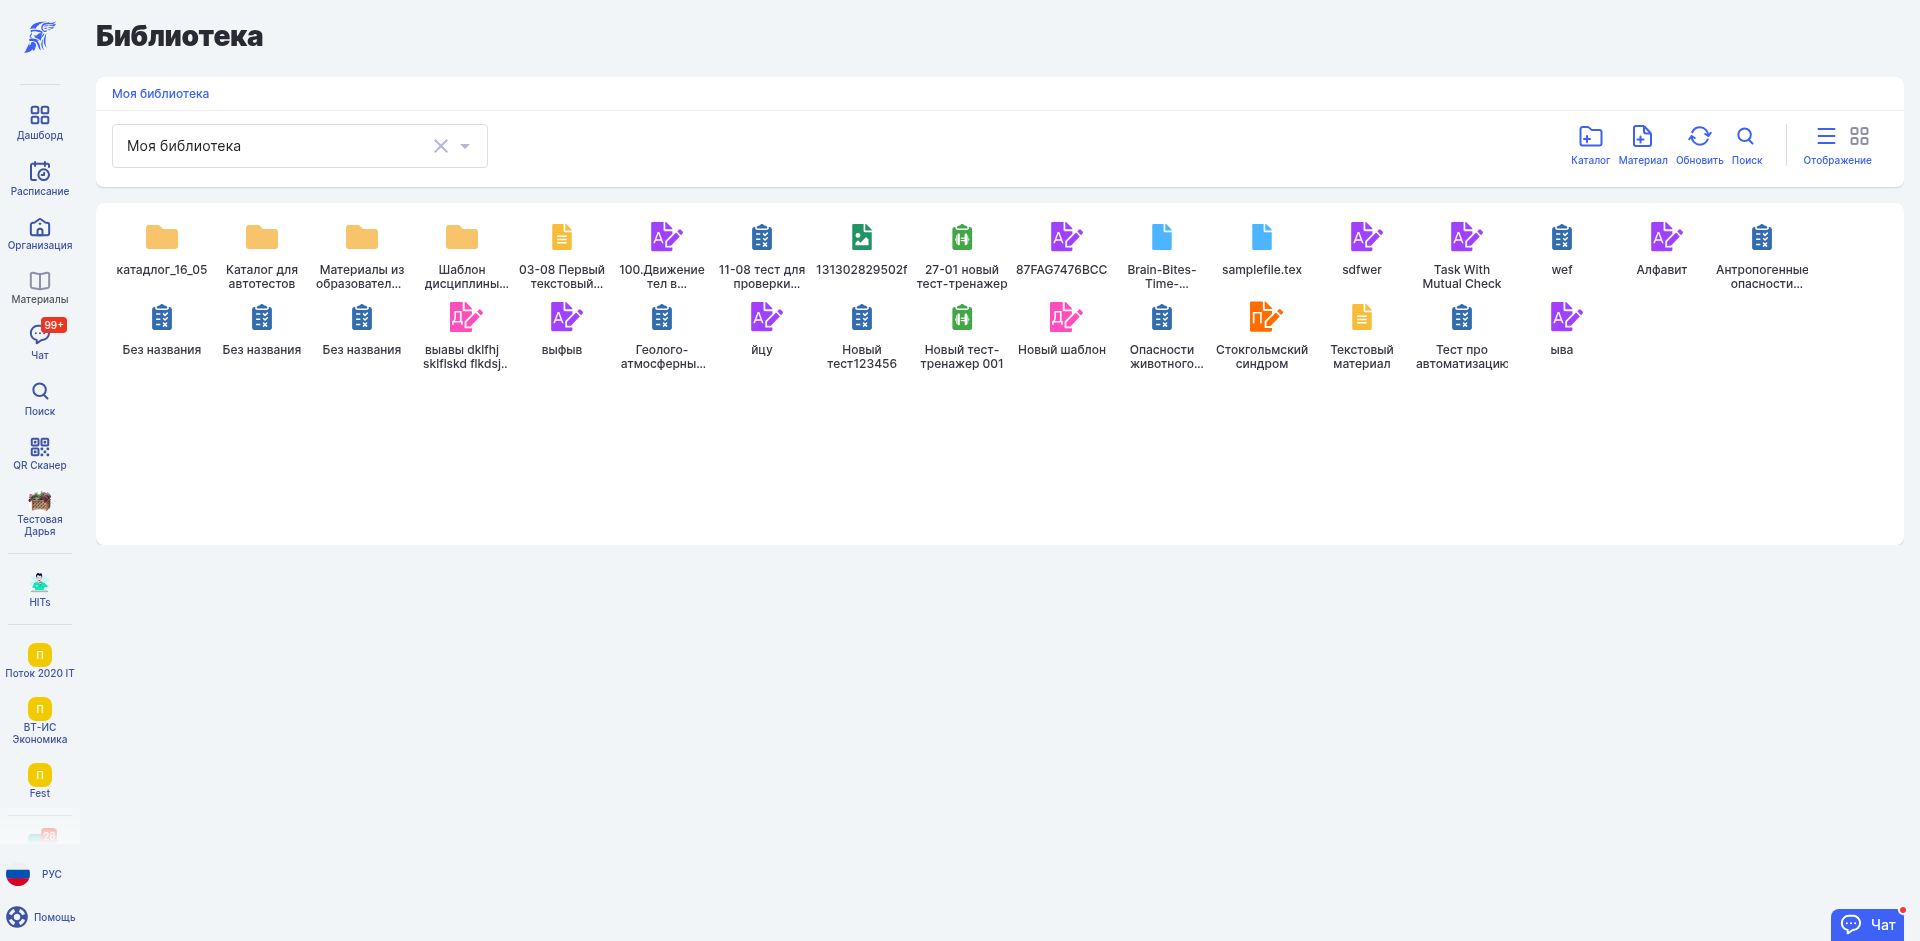 Библиотека
Моя библиотека
Моя библиотека
Каталог
Материал
Обновить
Поиск
Отображение
Дашборд
Расписание
Организация
Материалы
99+
Чат
Поиск
QR Сканер
Тестовая
Дарья
HITs
П
Поток 2020 IT
П
ВТ-ИС
Экономика
П
Fest
28
РУС
Помощь
катадлог_16_05
Каталог для
автотестов
Материалы из
образовател...
Шаблон
дисциплины...
03-08 Первый
текстовый...
100.Движение
тел в...
11-08 тест для
проверки...
131302829502f
27-01 новый
тест-тренажер
87FAG7476BCC
Brain-Bites-
Time-...
samplefile.tex
sdfwer
Task With
Mutual Check
wef
Алфавит
Антропогенные
опасности...
Без названия
Без названия
Без названия
выавы dklfhj
sklflskd flkdsj..
выфыв
Геолого-
атмосферны...
йцу
Новый
тест123456
Новый тест-
тренажер 001
Новый шаблон
Опасности
животного...
Стокгольмский
синдром
Текстовый
материал
Тест про
автоматизацию
ыва
Чат